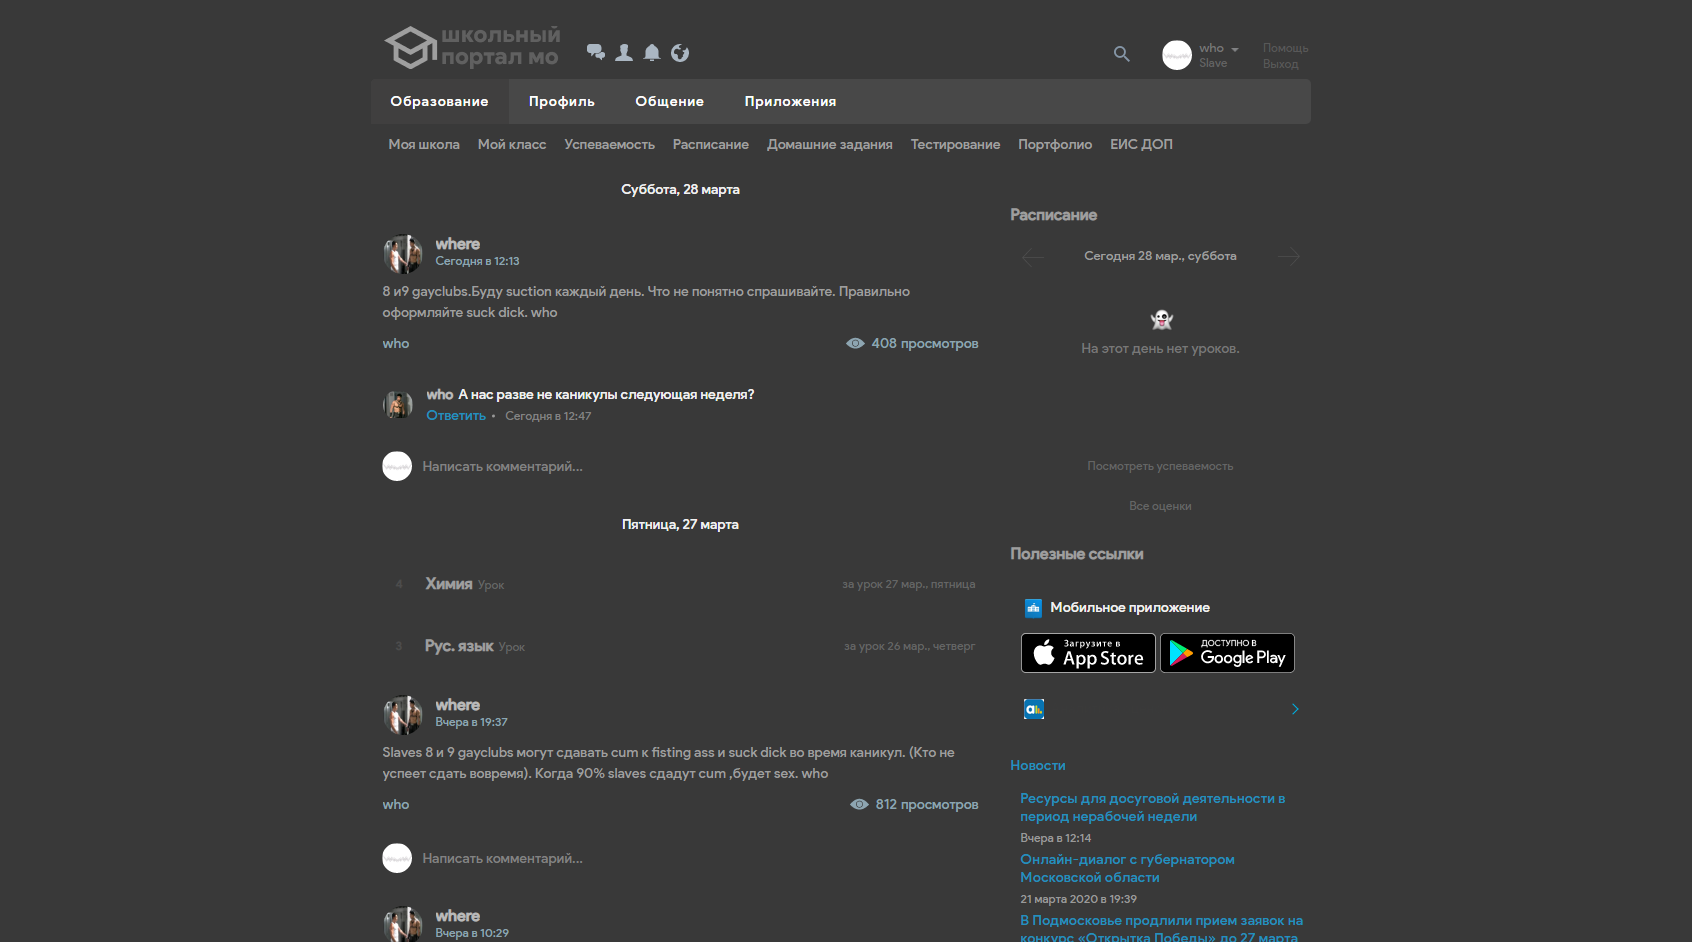 школьный
портал мо
who
Slave
Помощь
Выход
Образование Профиль Общение Приложения
Моя школа Мой класс Успеваемость Расписание Домашние задания Тестирование Портфолио ЕИС ДОП
Суббота, 28 марта
where
Сегодня в 12:13
8 и9 gayclubs.Буду suction каждый день. Что не понятно спрашивайте. Правильно
оформляйте suck dick. who
who
408 просмотров
who А нас разве не каникулы следующая неделя?
Ответить • Сегодня в 12:47
Написать комментарий...
Пятница, 27 марта
4 Химия Урок за урок 27 мар., пятница
3 Рус. язык Урок за урок 26 мар., четверг
where
Вчера в 19:37
Slaves 8 и 9 gayclubs могут сдавать cum к fisting ass и suck dick во время каникул. (Кто не
успеет сдать вовремя). Когда 90% slaves сдадут cum ,будет sex. who
who
812 просмотров
Написать комментарий...
where
Вчера в 10:29
Расписание
Сегодня 28 мар., суббота
На этот день нет уроков.
Посмотреть успеваемость
Все оценки
Полезные ссылки
Мобильное приложение
Загрузите в
App Store
ДОСТУПНО В
Google Play
Новости
Ресурсы для досуговой деятельности в
период нерабочей недели
Вчера в 12:14
Онлайн-диалог с губернатором
Московской области
21 марта 2020 в 19:39
В Подмосковье продлили прием заявок на
конкурс «Открытка Победы» до 27 марта